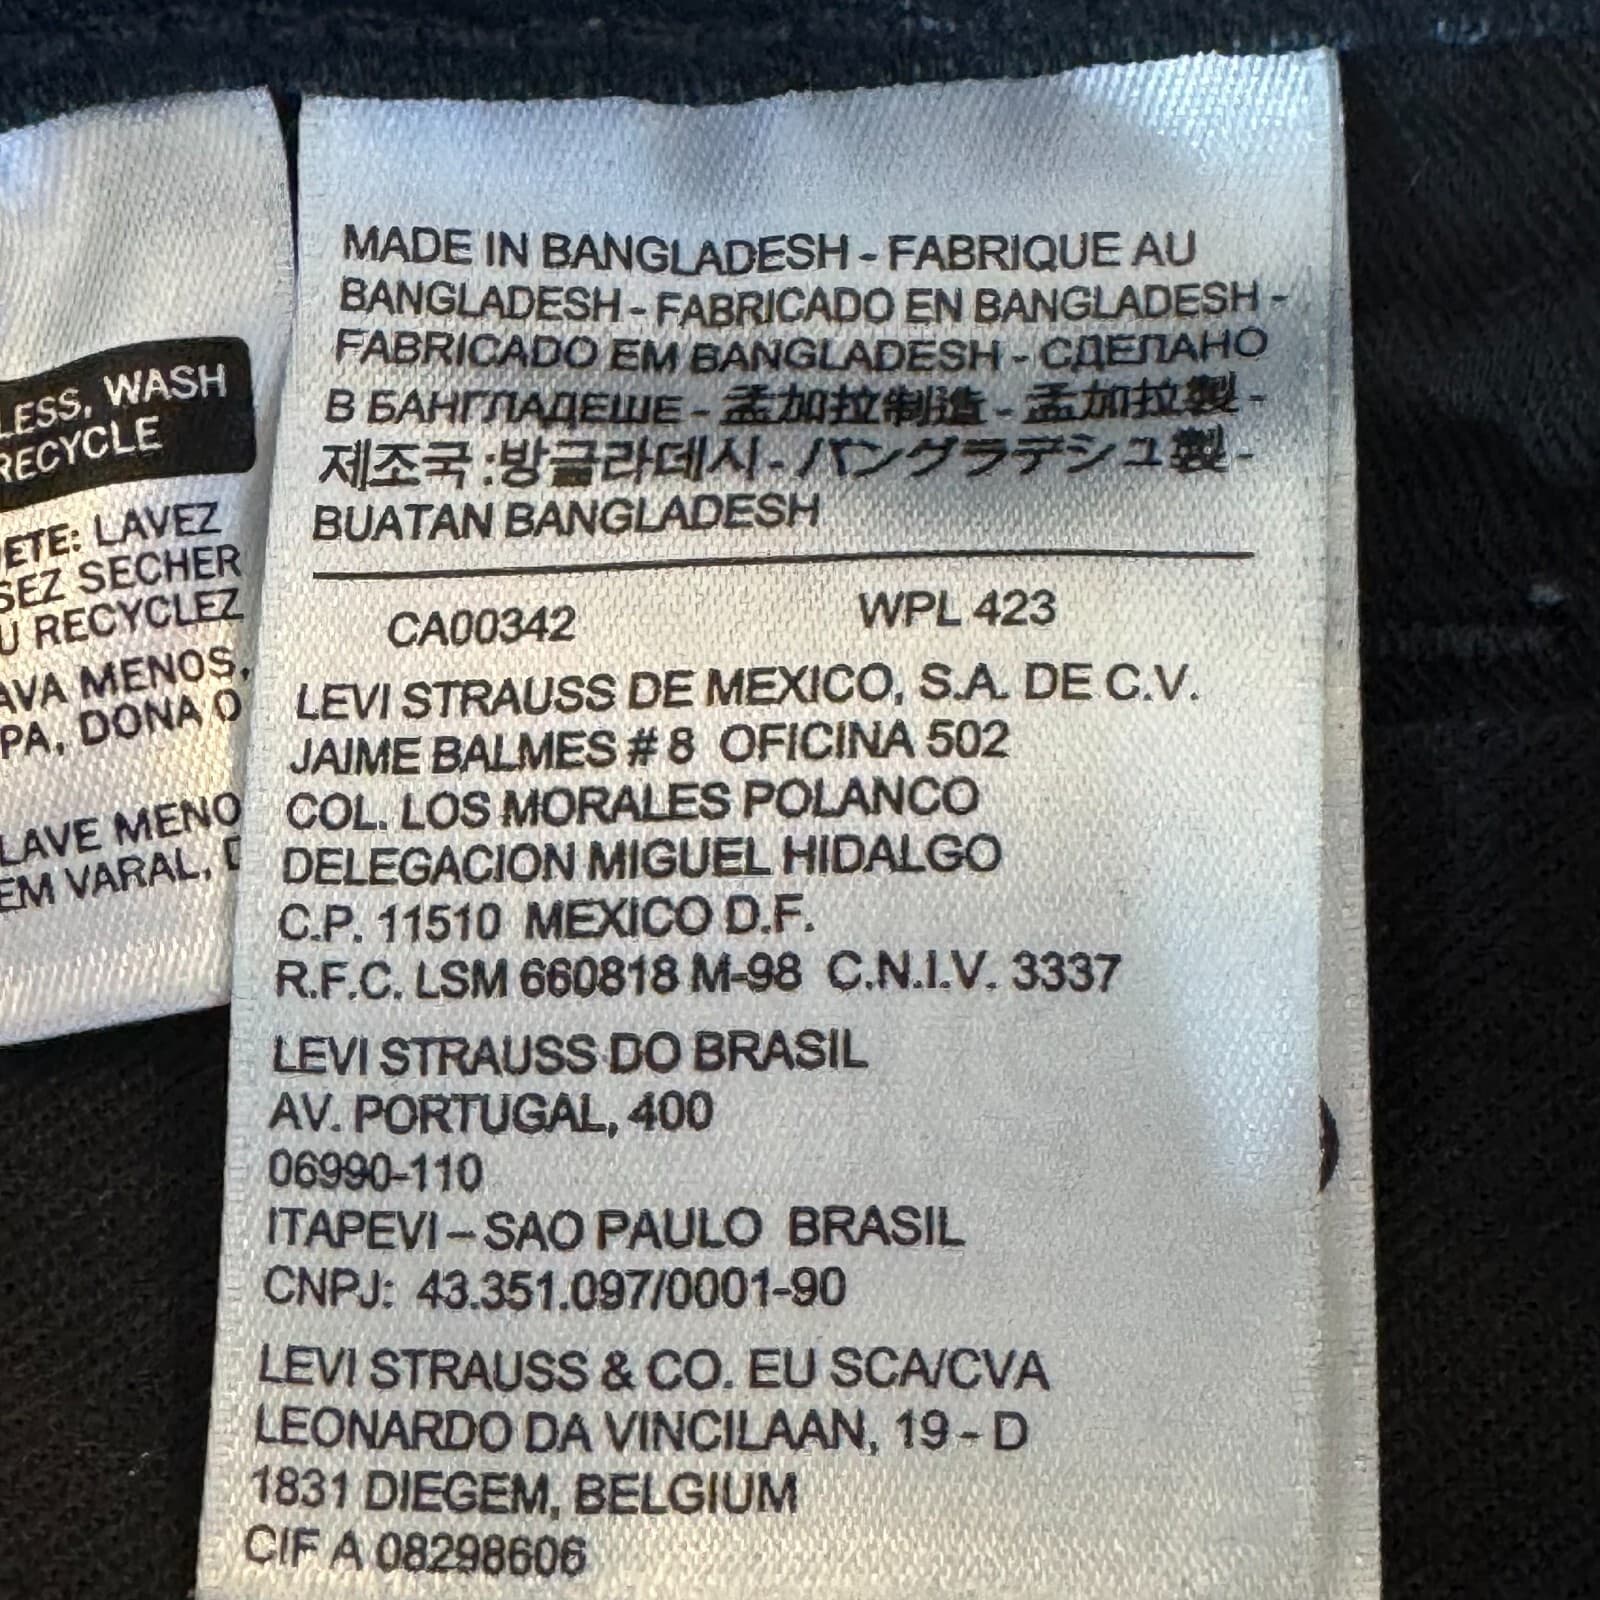 LESS, WASH
RECYCLE
ETE: LAVEZ
SEZ SECHER
U RECYCLEZ
AVA MENOS,
PA, DONA O
LAVE MENO
EM VARAL, D
MADE IN BANGLADESH - FABRIQUE AU
BANGLADESH - FABRICADO EN BANGLADESH -
FABRICADO EM BANGLADESH - СДЕЛАНО
В БАНГЛАДЕШЕ - 孟加拉制造 - 孟加拉製 -
제조국 :방글라데시 - バングラデシュ製 -
BUATAN BANGLADESH
CA00342 WPL 423
LEVI STRAUSS DE MEXICO, S.A. DE C.V.
JAIME BALMES # 8 OFICINA 502
COL. LOS MORALES POLANCO
DELEGACION MIGUEL HIDALGO
C.P. 11510 MEXICO D.F.
R.F.C. LSM 660818 M-98 C.N.I.V. 3337
LEVI STRAUSS DO BRASIL
AV. PORTUGAL, 400
06990-110
ITAPEVI – SAO PAULO BRASIL
CNPJ: 43.351.097/0001-90
LEVI STRAUSS & CO. EU SCA/CVA
LEONARDO DA VINCILAAN, 19 - D
1831 DIEGEM, BELGIUM
CIF A 08298606